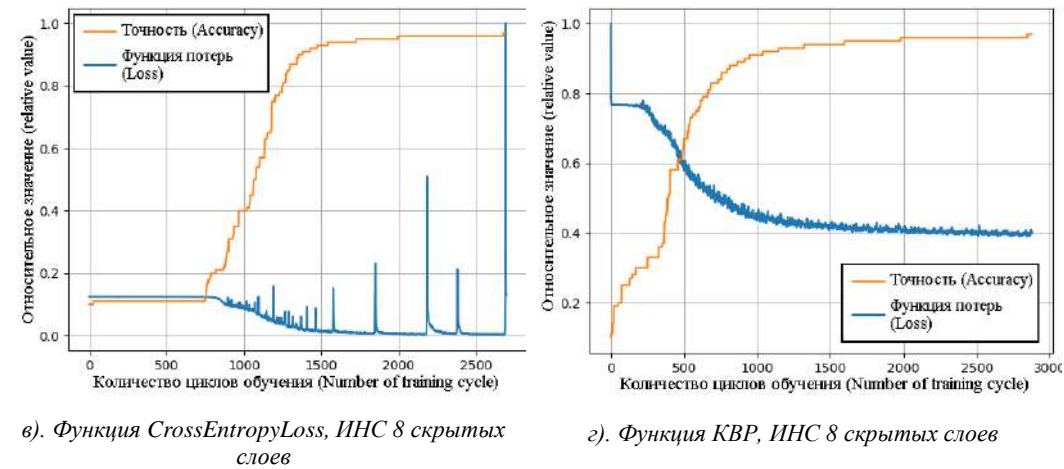 Относительное значение (relative value)
1.0
0.8
0.6
0.4
0.2
0.0
Точность (Accuracy)
Функция потерь
(Loss)
0
500
1000
1500
2000
2500
Количество циклов обучения (Number of training cycle)
в). Функция CrossEntropyLoss, ИНС 8 скрытых
слоев
Относительное значение (relative value)
1.0
0.8
0.6
0.4
0.2
Точность (Accuracy)
Функция потерь
(Loss)
0
500
1000
1500
2000
2500
3000
Количество циклов обучения (Number of training cycle)
г). Функция КВР, ИНС 8 скрытых слоев